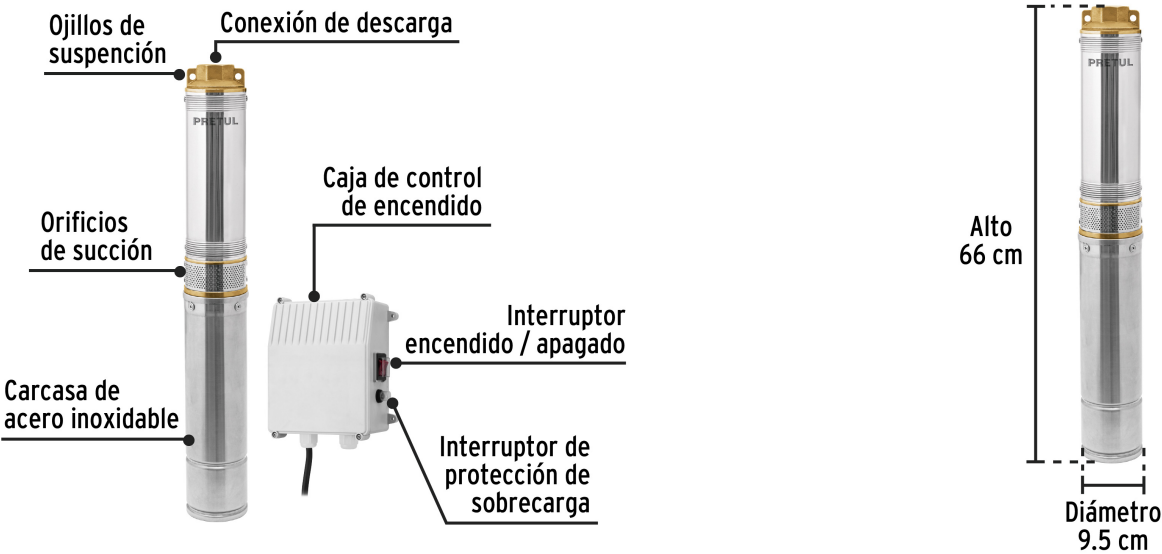 Ojillos de
suspención
Conexión de descarga
PRETUL
Orificios
de succión
Caja de control
de encendido
Interruptor
encendido / apagado
Carcasa de
acero inoxidable
Interruptor de
protección de
sobrecarga
PRETUL
Alto
66 cm
Diámetro
9.5 cm